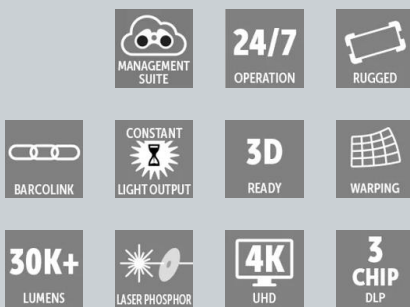 MANAGEMENT
SUITE
24/7
OPERATION
RUGGED
BARCOLINK
CONSTANT
LIGHT OUTPUT
3D
READY
WARPING
30K+
LUMENS
LASER PHOSPHOR
4K
UHD
3
CHIP
DLP